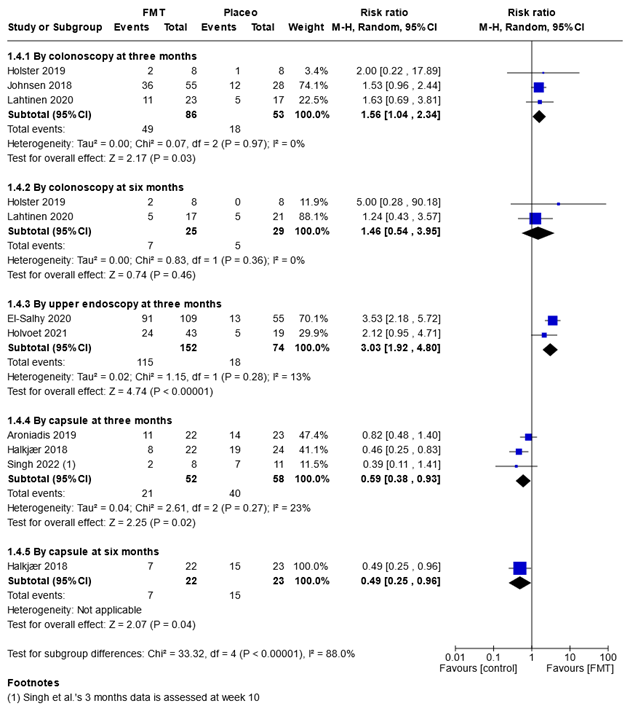 FMT Placeo Risk ratio Risk ratio
Study or Subgroup Events Total Events Total Weight M-H, Random, 95%CI M-H, Random, 95%CI
1.4.1 By colonoscopy at three months
Holster 2019 2 8 1 8 3.4% 2.00 [0.22 , 17.89]
Johnsen 2018 36 55 12 28 74.1% 1.53 [0.96 , 2.44]
Lahtinen 2020 11 23 5 17 22.5% 1.63 [0.69 , 3.81]
Subtotal (95%CI) 86 53 100.0% 1.56 [1.04 , 2.34]
Total events: 49 18
Heterogeneity: Tau² = 0.00; Chi² = 0.07, df = 2 (P = 0.97); I² = 0%
Test for overall effect: Z = 2.17 (P = 0.03)
1.4.2 By colonoscopy at six months
Holster 2019 2 8 0 8 11.9% 5.00 [0.28 , 90.18]
Lahtinen 2020 5 17 5 21 88.1% 1.24 [0.43 , 3.57]
Subtotal (95%CI) 25 29 100.0% 1.46 [0.54 , 3.95]
Total events: 7 5
Heterogeneity: Tau² = 0.00; Chi² = 0.83, df = 1 (P = 0.36); I² = 0%
Test for overall effect: Z = 0.74 (P = 0.46)
1.4.3 By upper endoscopy at three months
El-Salhy 2020 91 109 13 55 70.1% 3.53 [2.18 , 5.72]
Holvoet 2021 24 43 5 19 29.9% 2.12 [0.95 , 4.71]
Subtotal (95%CI) 152 74 100.0% 3.03 [1.92 , 4.80]
Total events: 115 18
Heterogeneity: Tau² = 0.02; Chi² = 1.15, df = 1 (P = 0.28); I² = 13%
Test for overall effect: Z = 4.74 (P < 0.00001)
1.4.4 By capsule at three months
Aroniadis 2019 11 22 14 23 47.4% 0.82 [0.48 , 1.40]
Halkjær 2018 8 22 19 24 41.1% 0.46 [0.25 , 0.83]
Singh 2022 (1) 2 8 7 11 11.5% 0.39 [0.11 , 1.41]
Subtotal (95%CI) 52 58 100.0% 0.59 [0.38 , 0.93]
Total events: 21 40
Heterogeneity: Tau² = 0.04; Chi² = 2.61, df = 2 (P = 0.27); I² = 23%
Test for overall effect: Z = 2.25 (P = 0.02)
1.4.5 By capsule at six months
Halkjær 2018 7 22 15 23 100.0% 0.49 [0.25 , 0.96]
Subtotal (95%CI) 22 23 100.0% 0.49 [0.25 , 0.96]
Total events: 7 15
Heterogeneity: Not applicable
Test for overall effect: Z = 2.07 (P = 0.04)
Test for subgroup differences: Chi² = 33.32, df = 4 (P < 0.00001), I² = 88.0%
0.01 0.1 1 10 100
Favours [control] Favours [FMT]
Footnotes
(1) Singh et al.'s 3 months data is assessed at week 10